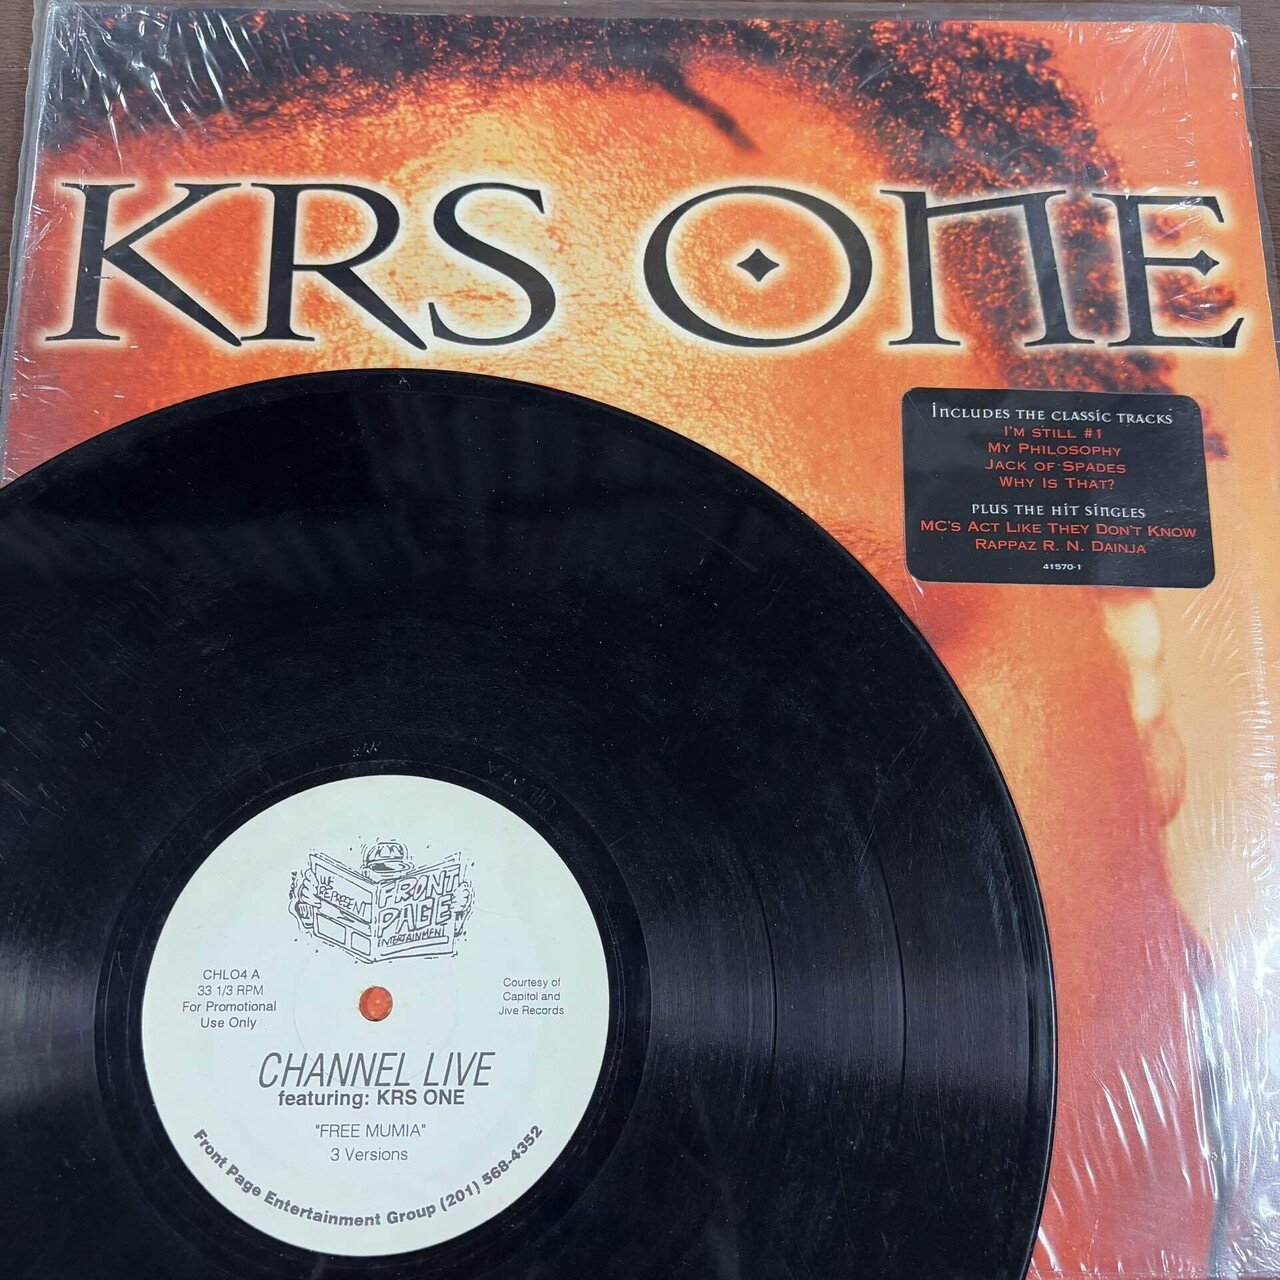 KRS ONE
INCLUDES THE CLASSIC TRACKS
I'M STILL #1
MY PHILOSOPHY
JACK OF SPADES
WHY IS THAT?
PLUS THE HIT SINGLES
MC'S ACT LIKE THEY DON'T KNOW
RAPPAZ R. N. DAINJA
41570-1
WE
REPRESENT
FRONT
PAGE
ENTERTAINMENT
CHLO4 A
33 1/3 RPM
For Promotional
Use Only
Courtesy of
Capitol and
Jive Records
CHANNEL LIVE
featuring: KRS ONE
"FREE MUMIA"
3 Versions
Front Page Entertainment Group (201) 568-4352